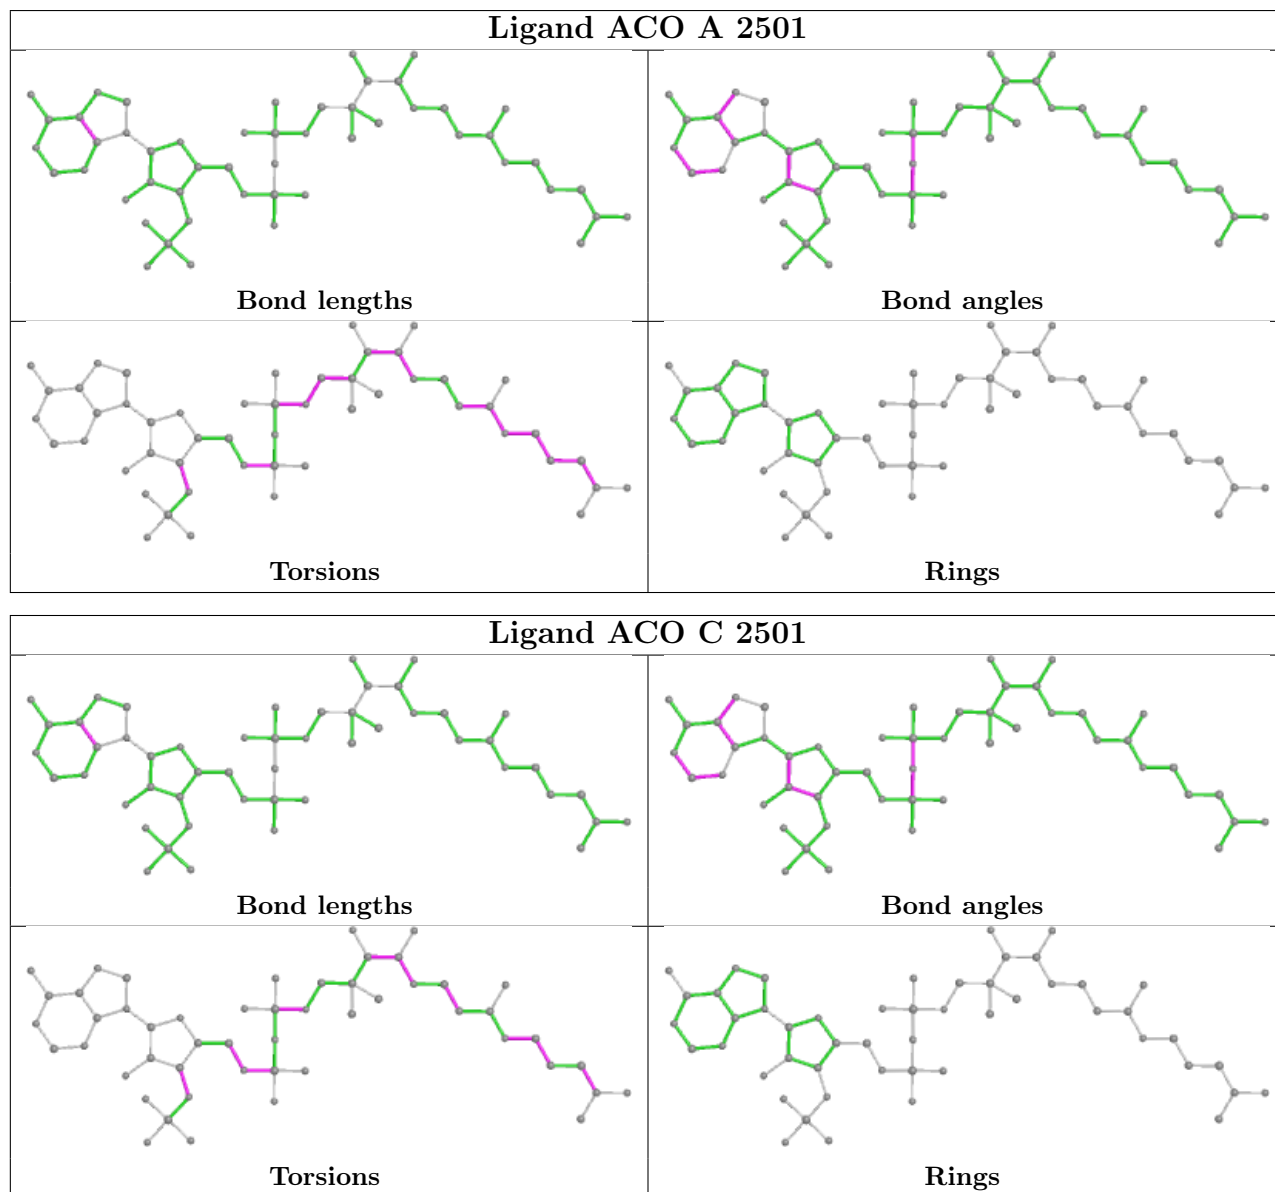 Ligand ACO A 2501
Bond lengths
Bond angles
Torsions
Rings
Ligand ACO C 2501
Bond lengths
Bond angles
Torsions
Rings